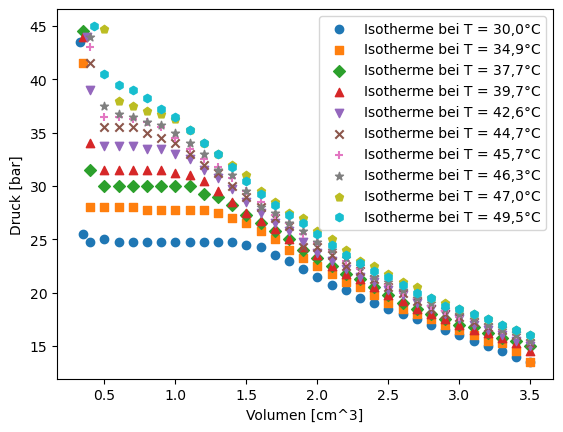 Isotherme bei T = 30,0°C
Isotherme bei T = 34,9°C
Isotherme bei T = 37,7°C
Isotherme bei T = 39,7°C
Isotherme bei T = 42,6°C
Isotherme bei T = 44,7°C
Isotherme bei T = 45,7°C
Isotherme bei T = 46,3°C
Isotherme bei T = 47,0°C
Isotherme bei T = 49,5°C
Druck [bar]
45
40
35
30
25
20
15
0.5 1.0 1.5 2.0 2.5 3.0 3.5
Volumen [cm^3]